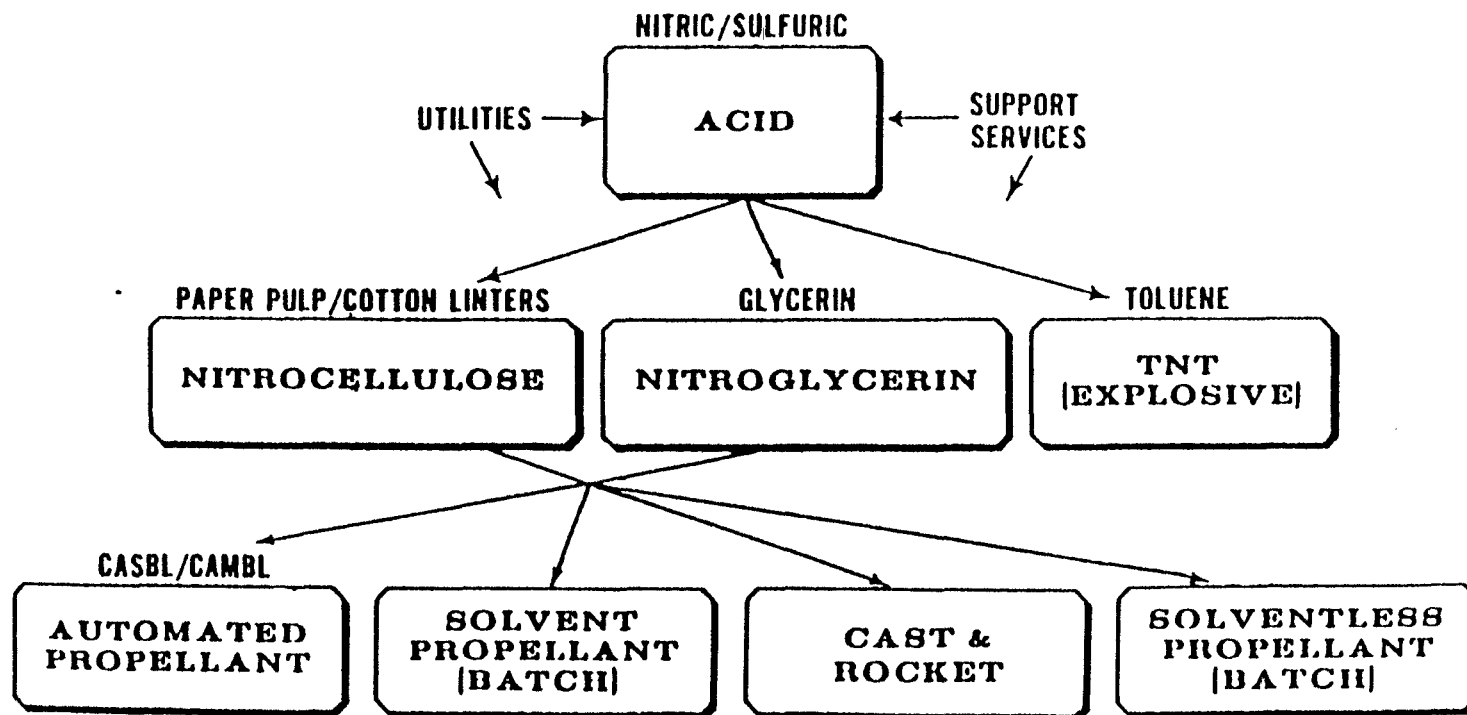 NITRIC/SULFURIC
ACID
UTILITIES
SUPPORT
SERVICES
PAPER PULP/COTTON LINTERS
NITROCELLULOSE
GLYCERIN
NITROGLYCERIN
TOLUENE
TNT
(EXPLOSIVE)
CASBL/CAMBL
AUTOMATED
PROPELLANT
SOLVENT
PROPELLANT
(BATCH)
CAST &
ROCKET
SOLVENTLESS
PROPELLANT
(BATCH)